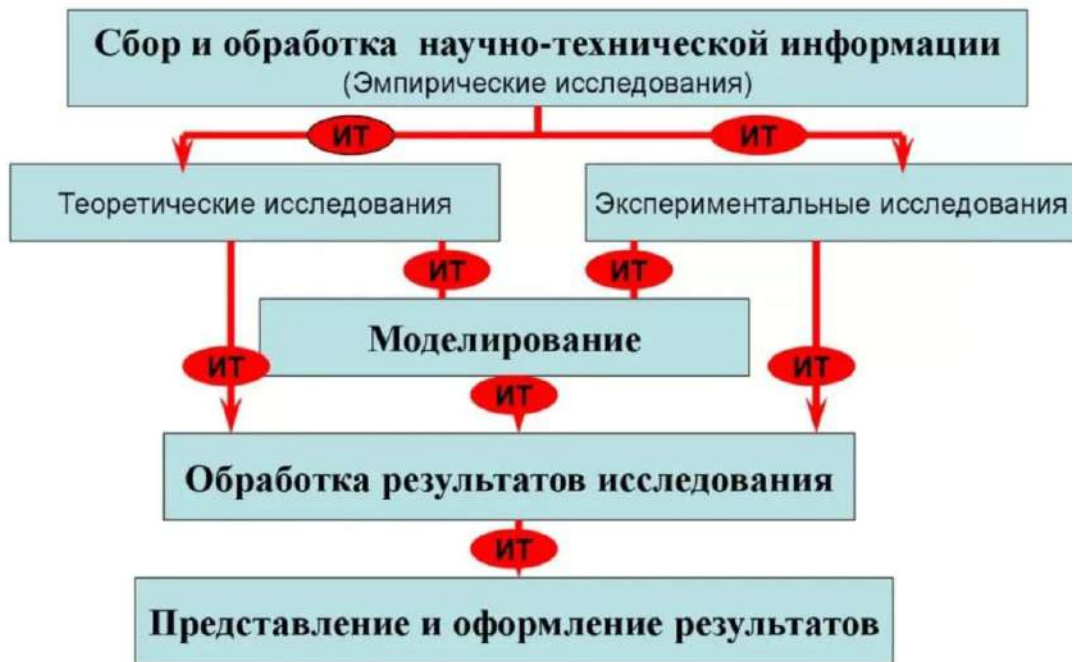 Сбор и обработка научно-технической информации
(Эмпирические исследования)
ИТ ИТ
Теоретические исследования
Экспериментальные исследования
ИТ ИТ
Моделирование
ИТ ИТ ИТ
Обработка результатов исследования
ИТ
Представление и оформление результатов